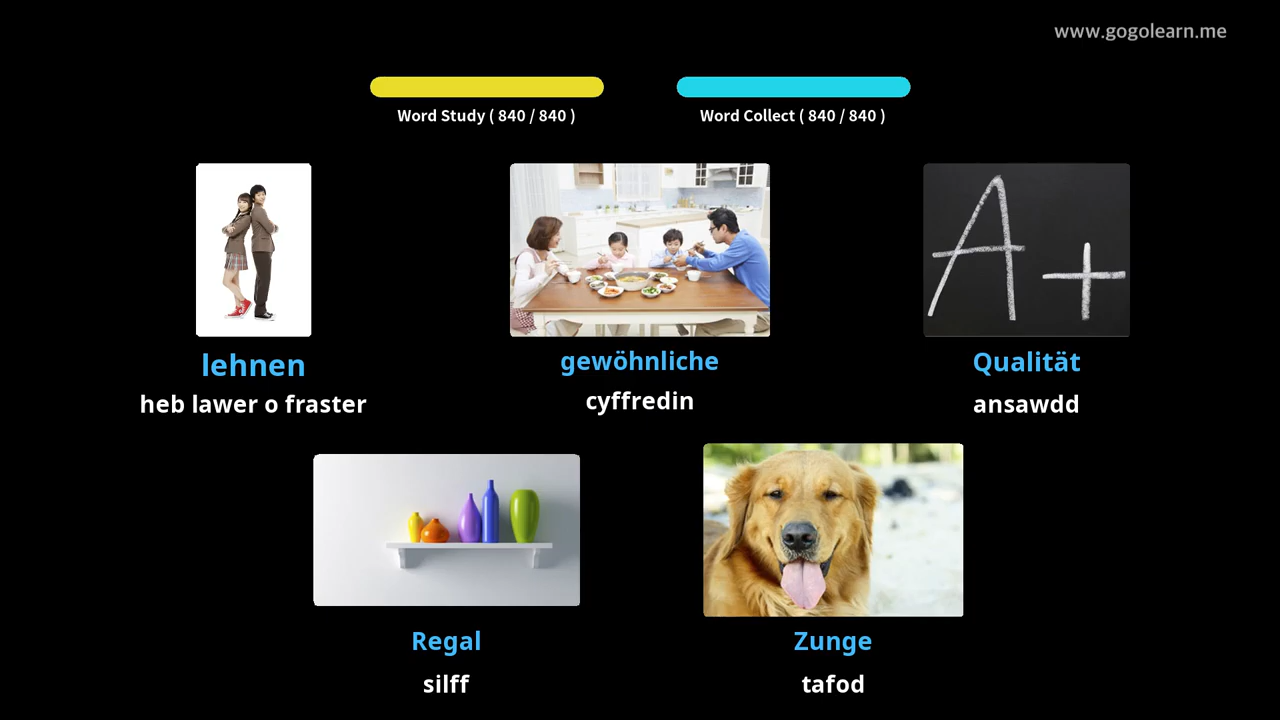 www.gogolearn.me
Word Study ( 840 / 840 )
Word Collect ( 840 / 840 )
A+
lehnen
heb lawer o fraster
gewöhnliche
cyffredin
Qualität
ansawdd
Regal
silff
Zunge
tafod